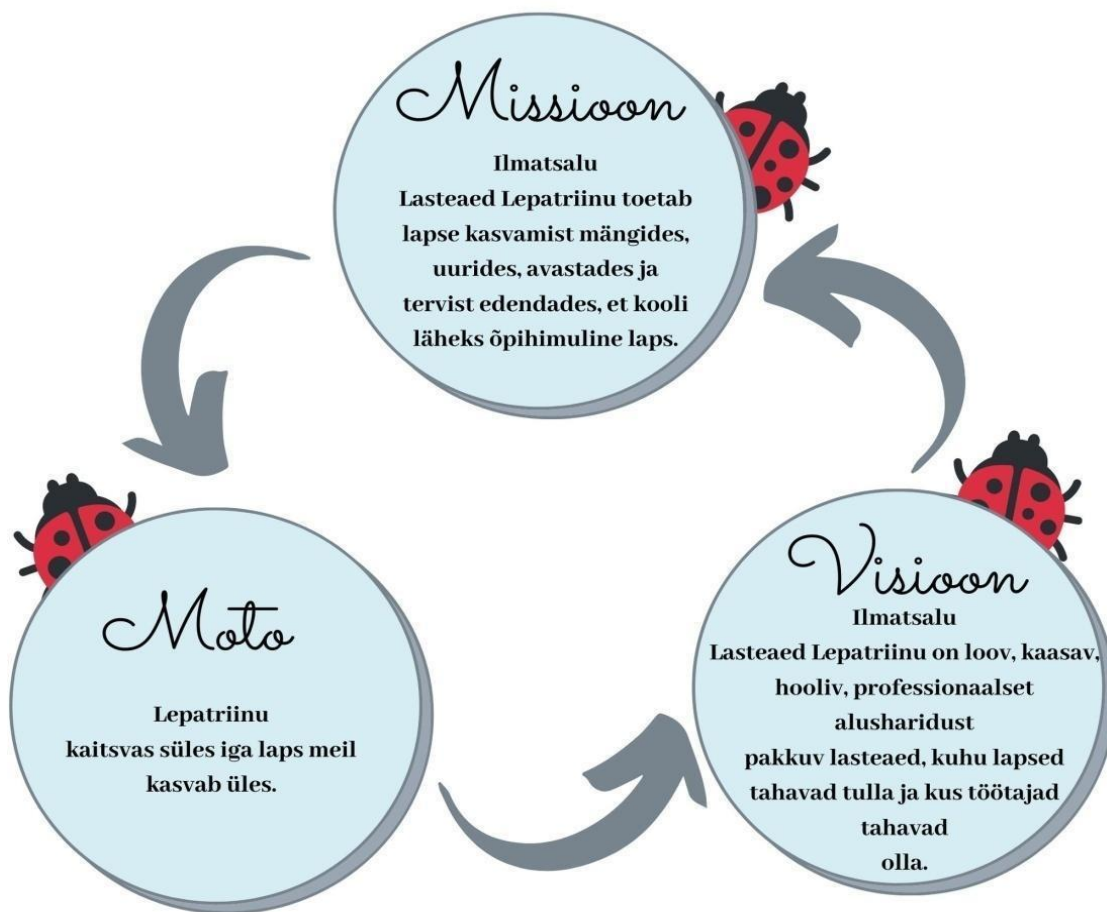 Missioon
Ilmatsalu
Lasteaed Lepatriinu toetab
lapse kasvamist mängides,
uurides, avastades ja
tervist edendades, et kooli
läheks õpihimuline laps.
Moto
Lepatriinu
kaitsvas süles iga laps meil
kasvab üles.
Visioon
Ilmatsalu
Lasteaed Lepatriinu on loov, kaasav,
hooliv, professionaalset
alusharidust
pakkuv lasteaed, kuhu lapsed
tahavad tulla ja kus töötajad
tahavad
olla.